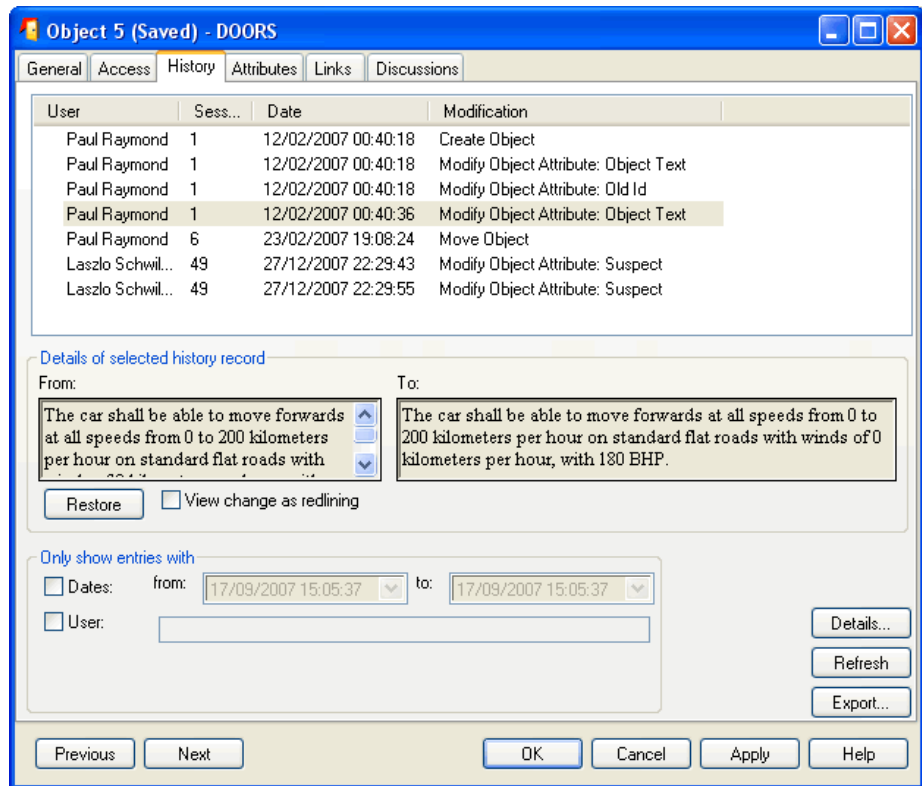 Object 5 (Saved) - DOORS
General Access History Attributes Links Discussions
User Sess... Date Modification
Paul Raymond 1 12/02/2007 00:40:18 Create Object
Paul Raymond 1 12/02/2007 00:40:18 Modify Object Attribute: Object Text
Paul Raymond 1 12/02/2007 00:40:18 Modify Object Attribute: Old Id
Paul Raymond 1 12/02/2007 00:40:36 Modify Object Attribute: Object Text
Paul Raymond 6 23/02/2007 19:08:24 Move Object
Laszlo Schwil... 49 27/12/2007 22:29:43 Modify Object Attribute: Suspect
Laszlo Schwil... 49 27/12/2007 22:29:55 Modify Object Attribute: Suspect
Details of selected history record
From:
The car shall be able to move forwards
at all speeds from 0 to 200 kilometers
per hour on standard flat roads with
To:
The car shall be able to move forwards at all speeds from 0 to
200 kilometers per hour on standard flat roads with winds of 0
kilometers per hour, with 180 BHP.
Restore View change as redlining
Only show entries with
Dates: from: 17/09/2007 15:05:37 to: 17/09/2007 15:05:37
User:
Details...
Refresh
Export...
Previous Next OK Cancel Apply Help